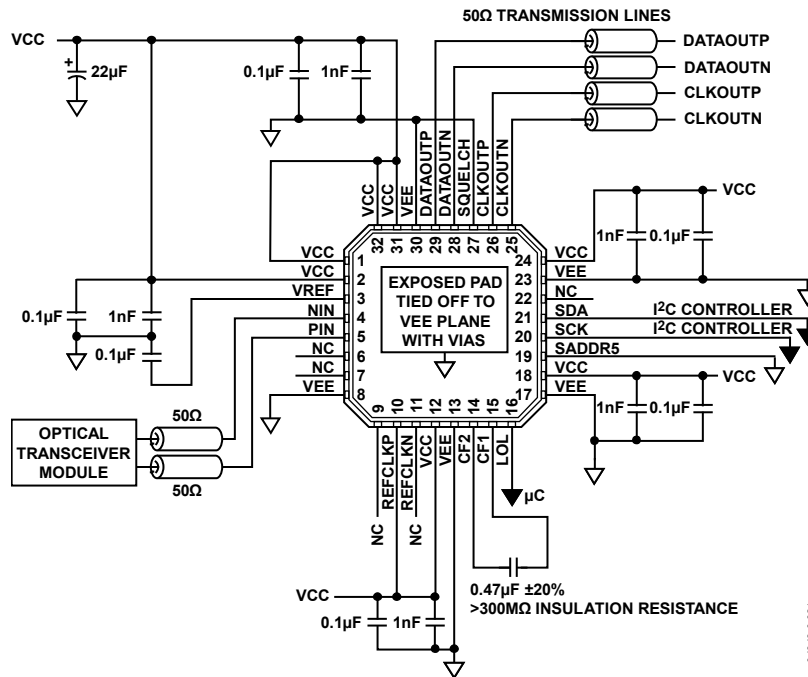 50Ω TRANSMISSION LINES
VCC
DATAOUTP
+
22µF
0.1µF
1nF
DATAOUTN
CLKOUTP
CLKOUTN
VCC
VCC
VEE
DATAOUTP
DATAOUTN
SQUELCH
CLKOUTP
CLKOUTN
32
31
30
29
28
27
26
25
VCC
1
VCC
2
VREF
3
NIN
4
PIN
5
NC
6
NC
7
VEE
8
0.1µF
1nF
0.1µF
EXPOSED PAD
TIED OFF TO
VEE PLANE
WITH VIAS
24
VCC
23
VEE
22
NC
21
SDA
20
SCK
19
SADDR5
18
VCC
17
VEE
VCC
1nF
0.1µF
I²C CONTROLLER
I²C CONTROLLER
VCC
1nF
0.1µF
9
10
11
12
13
14
15
16
NC
REFCLKP
REFCLKN
NC
VCC
VEE
CF2
CF1
LOL
µC
OPTICAL
TRANSCEIVER
MODULE
50Ω
50Ω
VCC
0.1µF
1nF
0.47µF ±20%
>300MΩ INSULATION RESISTANCE